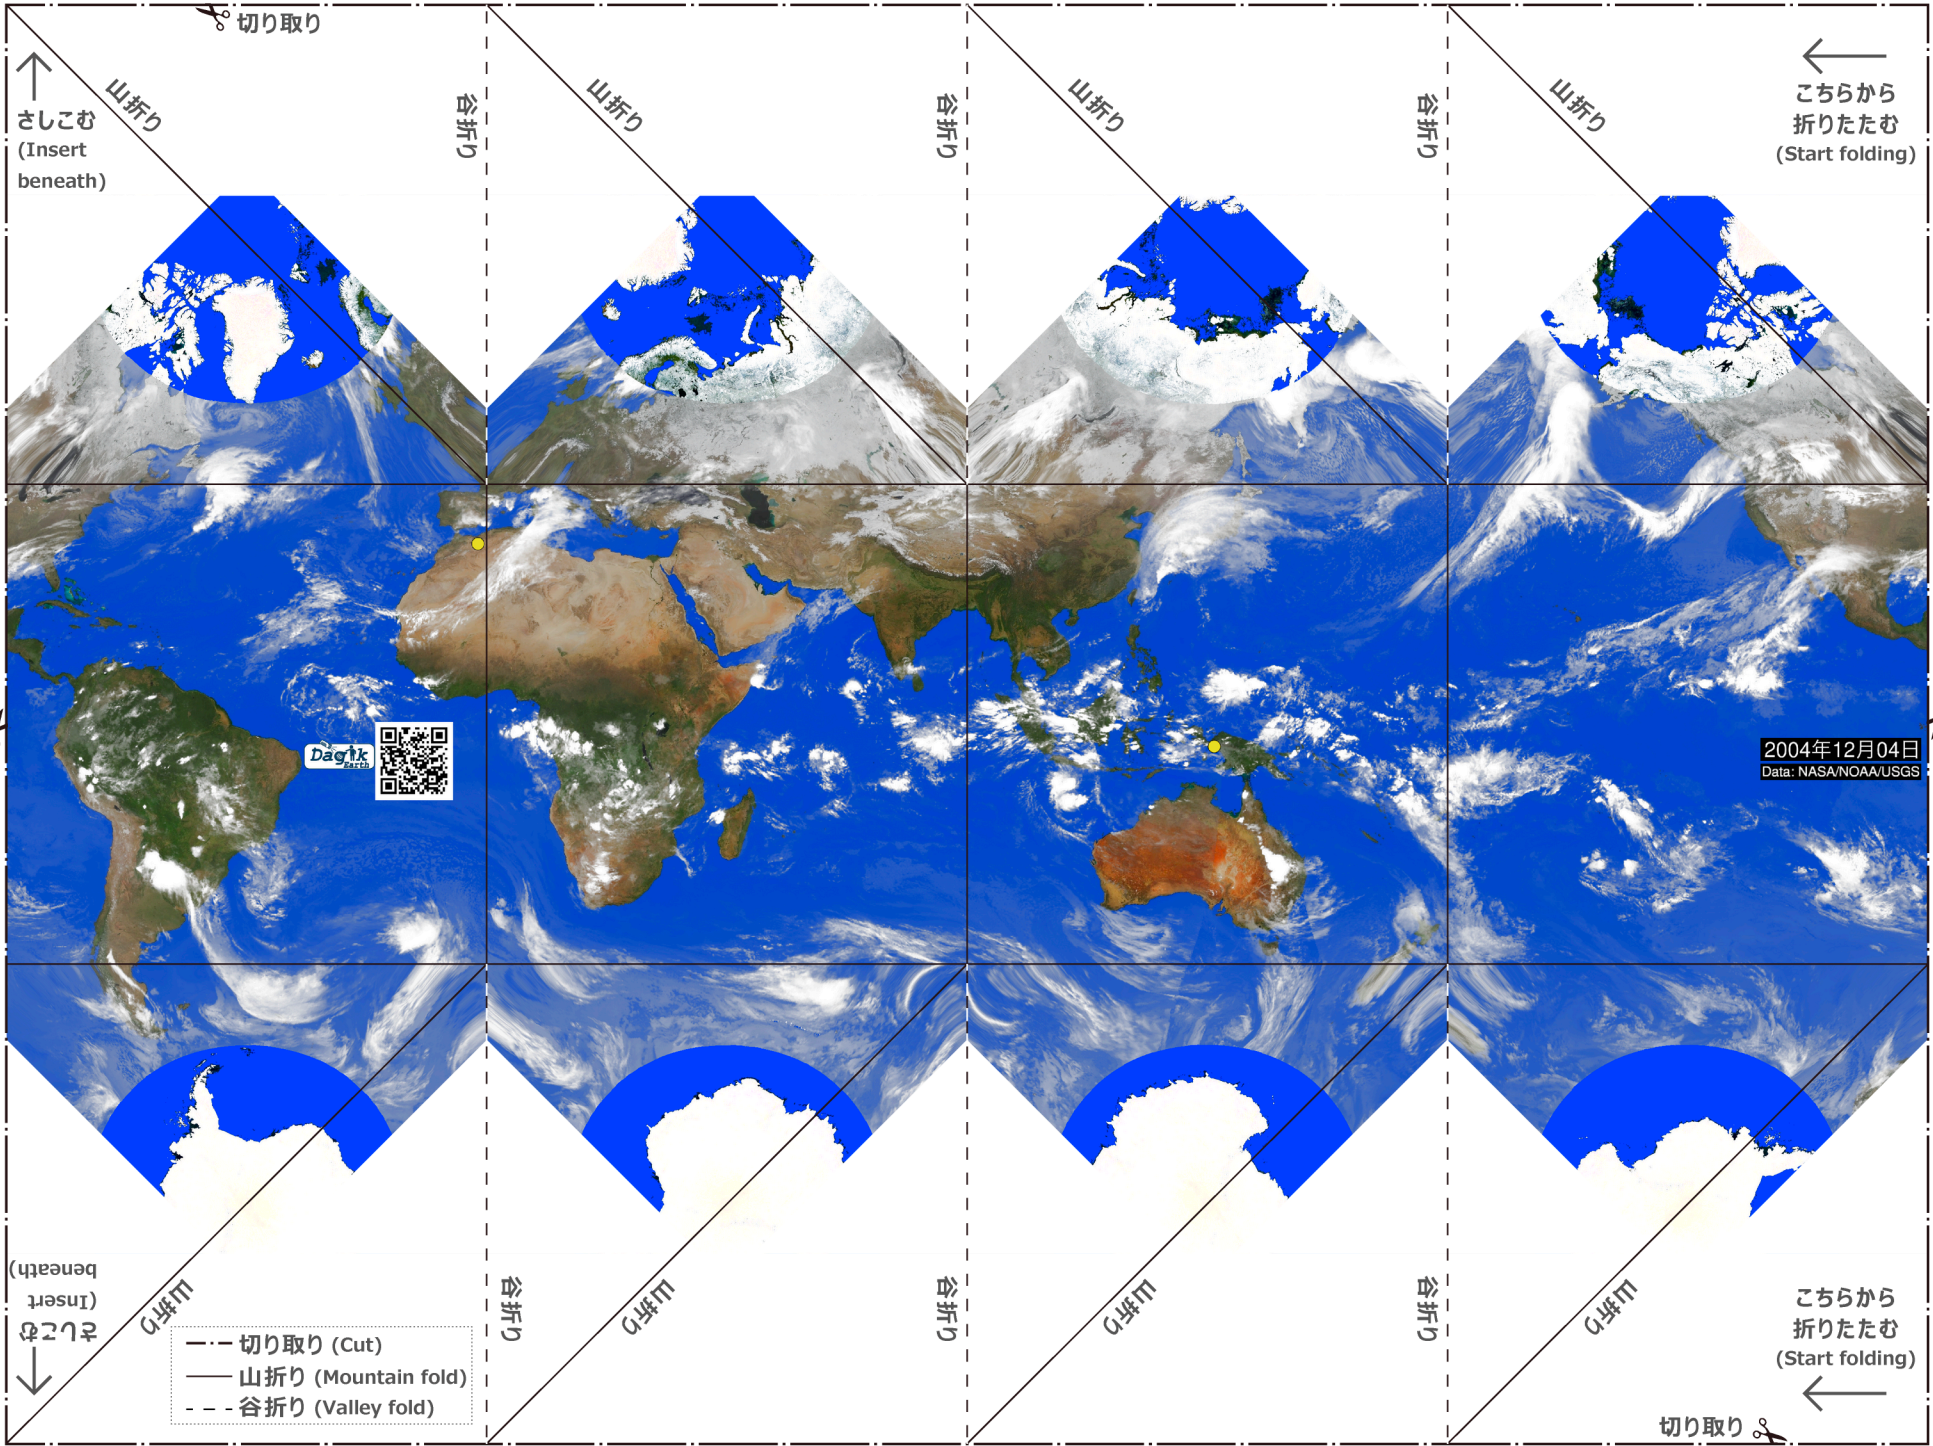 切り取り
山折り
谷折り
山折り
谷折り
山折り
谷折り
山折り
さしこむ
(Insert
beneath)
こちらから
折りたたむ
(Start folding)
Dagik
Earth
2004年12月04日
Data: NASA/NOAA/USGS
さしこむ
(Insert
beneath)
山折り
谷折り
山折り
谷折り
山折り
谷折り
山折り
切り取り (Cut)
山折り (Mountain fold)
谷折り (Valley fold)
こちらから
折りたたむ
(Start folding)
切り取り